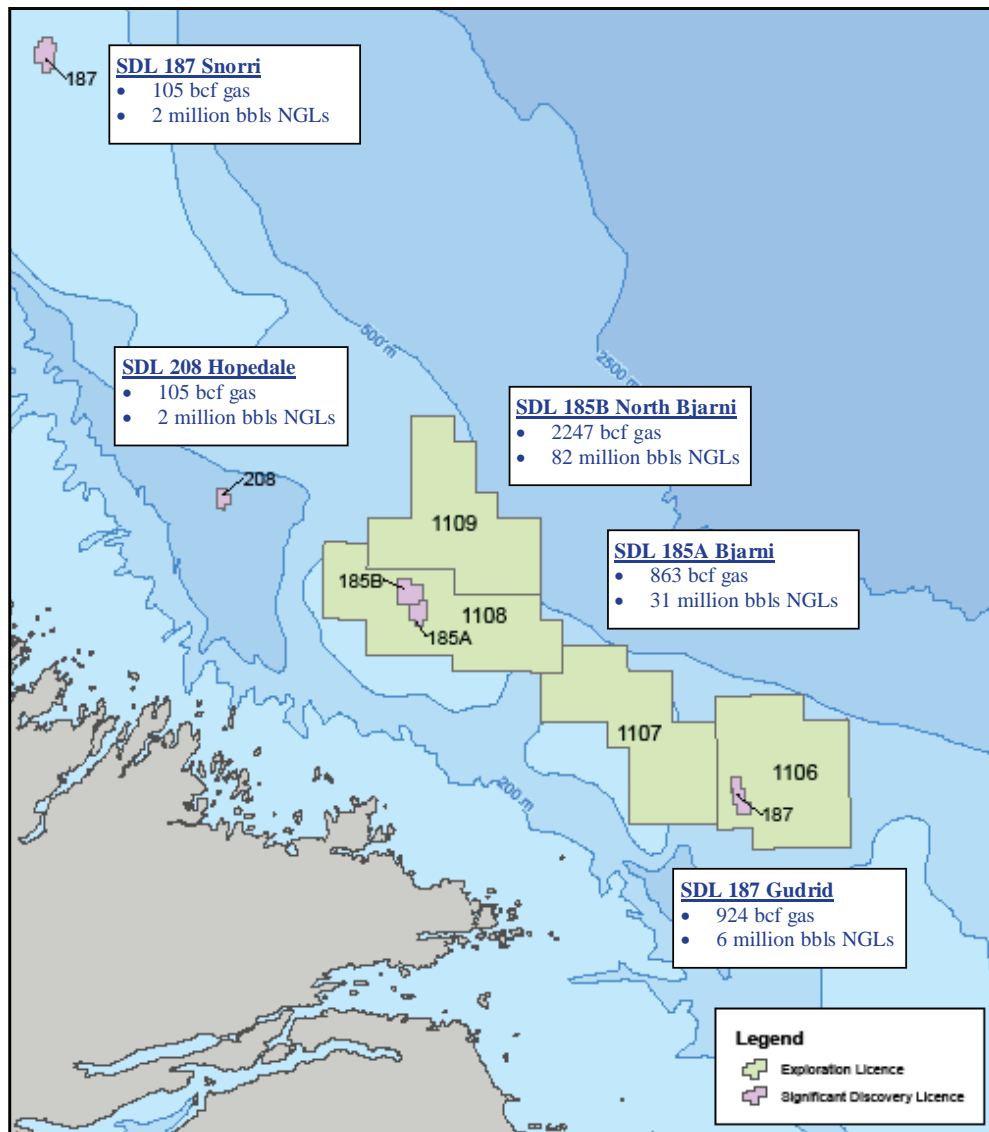 SDL 187 Snorri
• 105 bcf gas
• 2 million bbls NGLs
187
500 m
2500 m
SDL 208 Hopedale
• 105 bcf gas
• 2 million bbls NGLs
SDL 185B North Bjarni
• 2247 bcf gas
• 82 million bbls NGLs
208
1109
SDL 185A Bjarni
• 863 bcf gas
• 31 million bbls NGLs
185B
1108
185A
1107
1106
187
200 m
SDL 187 Gudrid
• 924 bcf gas
• 6 million bbls NGLs
Legend
Exploration Licence
Significant Discovery Licence